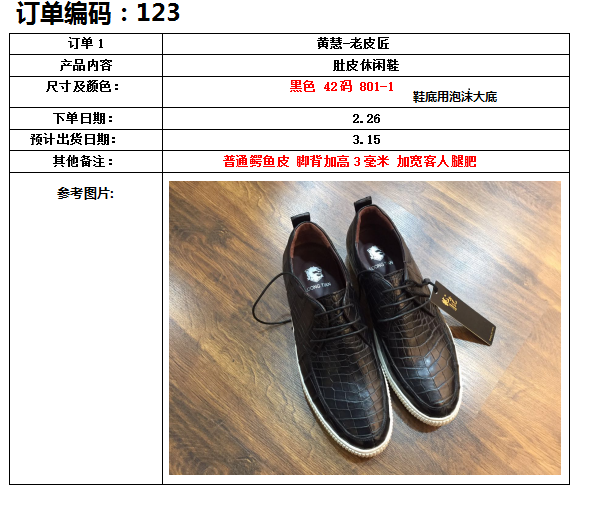 订单编码：123
订单 1 黄慧-老皮匠
产品内容 肚皮休闲鞋
尺寸及颜色： 黑色 42码 801-1 鞋底用泡沫大底
下单日期： 2.26
预计出货日期： 3.15
其他备注： 普通鳄鱼皮 脚背加高3毫米 加宽客人腿肥
参考图片: